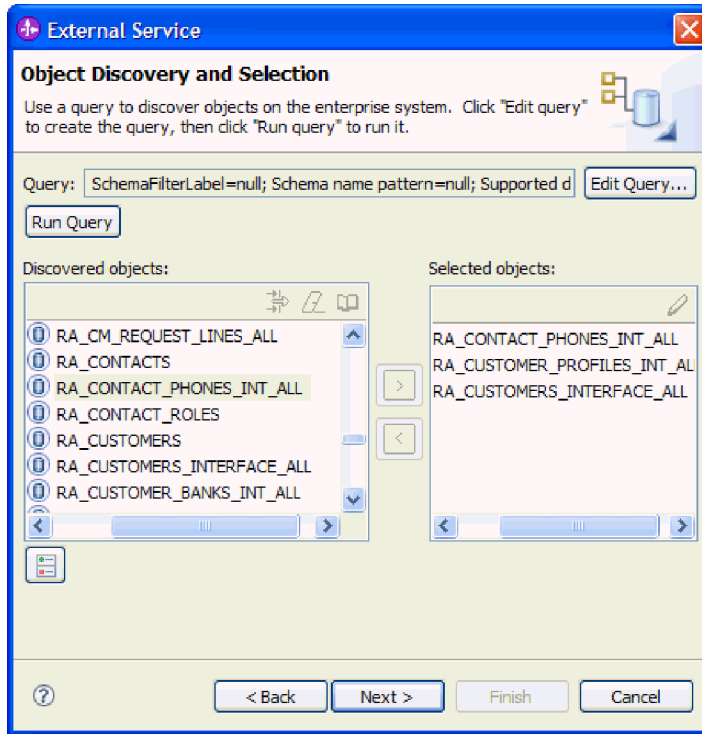 External Service
Object Discovery and Selection
Use a query to discover objects on the enterprise system. Click "Edit query"
to create the query, then click "Run query" to run it.
Query: SchemaFilterLabel=null; Schema name pattern=null; Supported d Edit Query...
Run Query
Discovered objects:
RA_CM_REQUEST_LINES_ALL
RA_CONTACTS
RA_CONTACT_PHONES_INT_ALL
RA_CONTACT_ROLES
RA_CUSTOMERS
RA_CUSTOMERS_INTERFACE_ALL
RA_CUSTOMER_BANKS_INT_ALL
>
<
Selected objects:
RA_CONTACT_PHONES_INT_ALL
RA_CUSTOMER_PROFILES_INT_AL
RA_CUSTOMERS_INTERFACE_ALL
? < Back Next > Finish Cancel